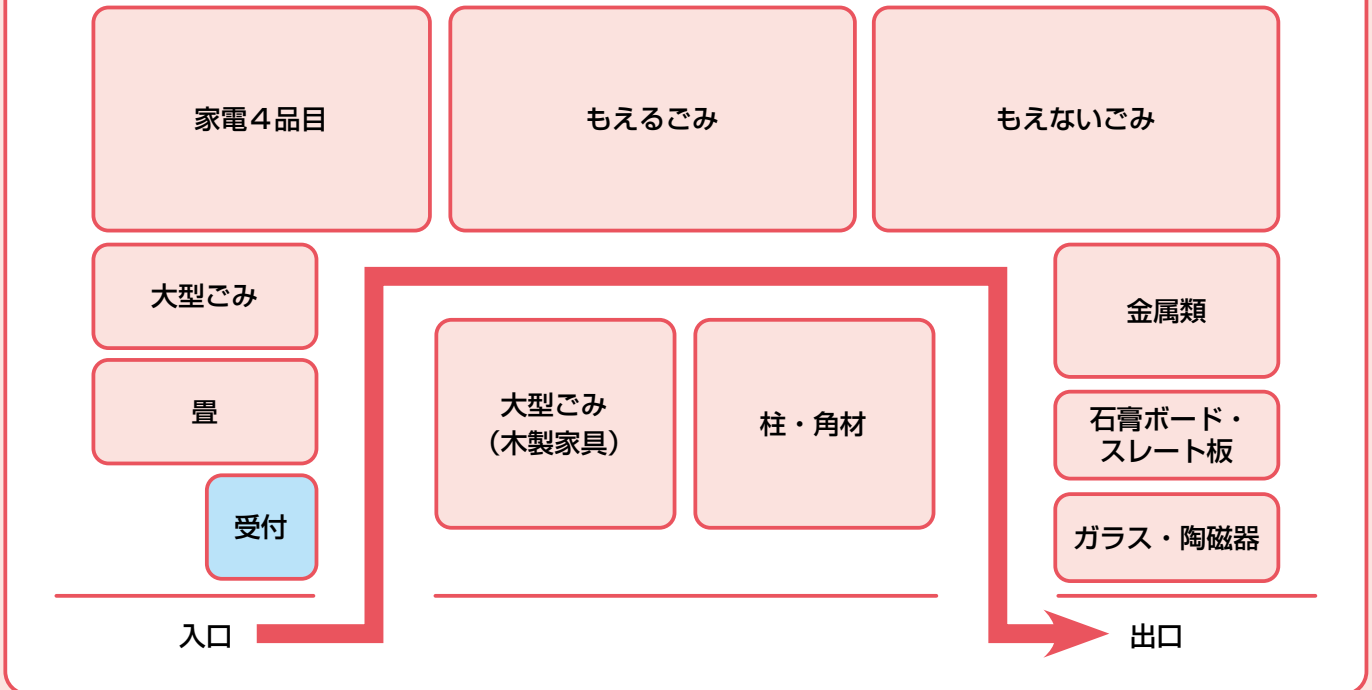 家電4品目
もえるごみ
もえないごみ
大型ごみ
畳
受付
大型ごみ
（木製家具）
柱・角材
金属類
石膏ボード・
スレート板
ガラス・陶磁器
入口
出口